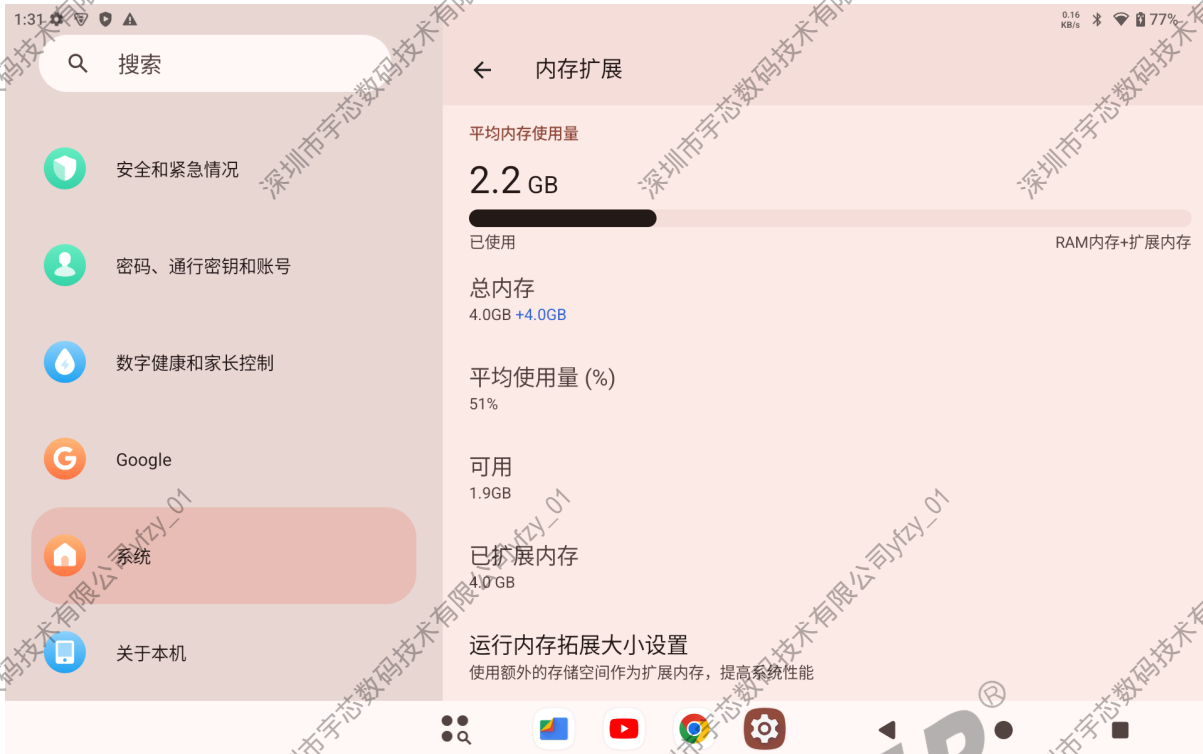 1:31
0.16
KB/s
77%
搜索
安全和紧急情况
密码、通行密钥和账号
数字健康和家长控制
Google
系统
关于本机
内存扩展
平均内存使用量
2.2 GB
已使用
RAM内存+扩展内存
总内存
4.0GB +4.0GB
平均使用量 (%)
51%
可用
1.9GB
已扩展内存
4.0 GB
运行内存拓展大小设置
使用额外的存储空间作为扩展内存，提高系统性能
深圳市宇芯数码技术有限公司yfzy_01
®